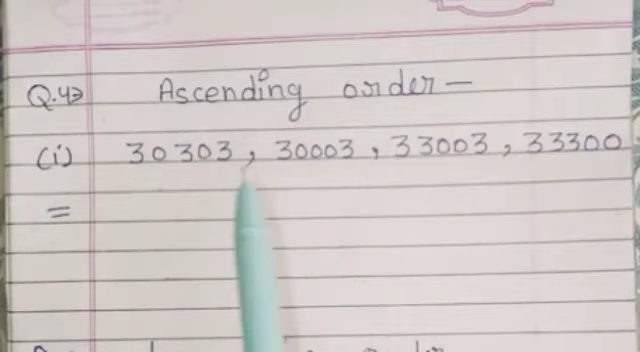 Q.4⇒ Ascending order —
(i) 30303, 30003, 33003, 33300
=